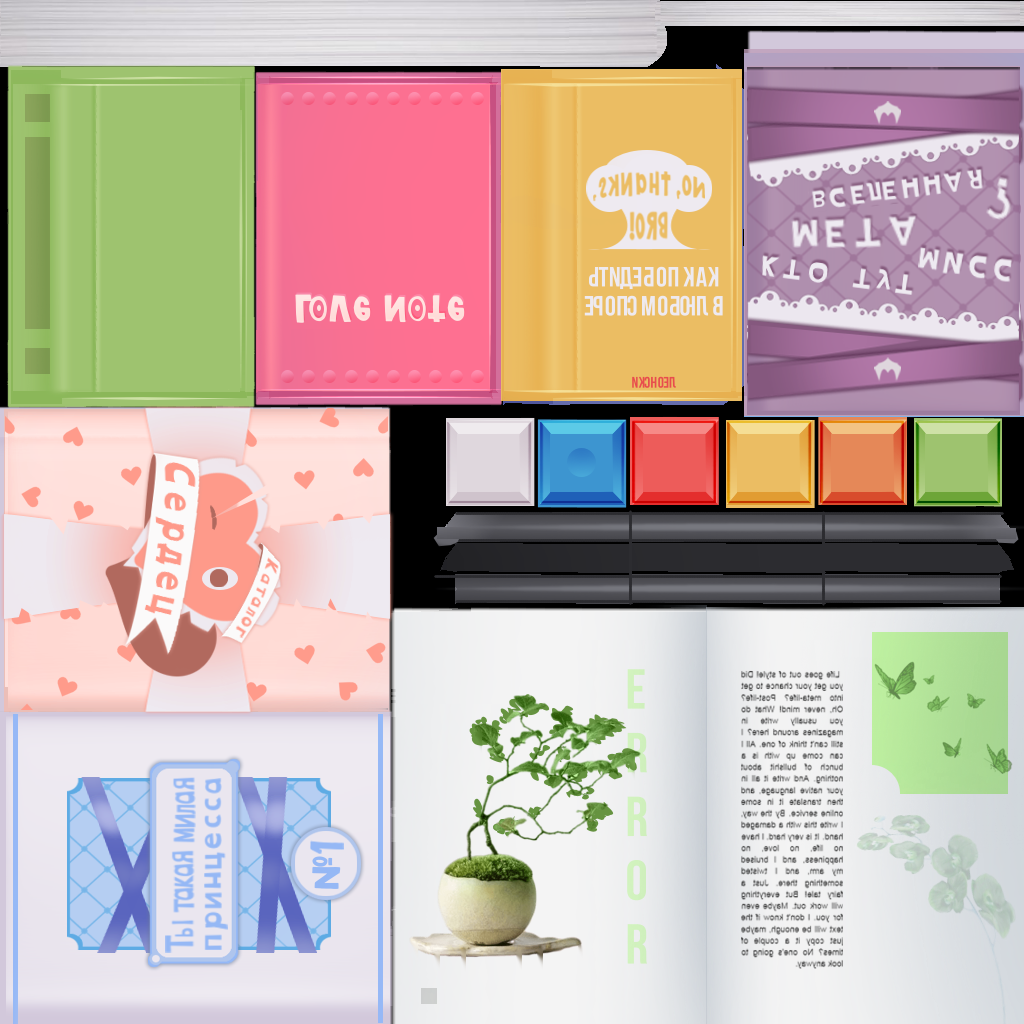 LOVE NOTE
NO, THANKS,
BRO!
КАК ПОБЕДИТЬ
В ЛЮБОМ СПОРЕ
ЛЕОНСКИ
КТО ТУТ МИСС
МЕТА
ВСЕЛЕННАЯ ?
Каталог
Сердец
Ты такая милая
принцесса
№1
ERROR
Life goes out of style! Did
you get your chance to get
into meta-life? Post-life?
Oh, never mind! What do
you usually write in
magazines around here? I
still can't think of one. All I
can come up with is a
bunch of bullshit about
nothing. And write it all in
your native language, and
then translate it in some
online service. By the way,
I write this with a damaged
hand. It is very hard. I have
no life, no love, no
happiness, and I bruised
my arm, and I twisted
something there. Just a
fairy tale! But everything
will work out. Maybe even
for you. I don't know if the
text will be enough, maybe
just copy it a couple of
times? No one's going to
look anyway.